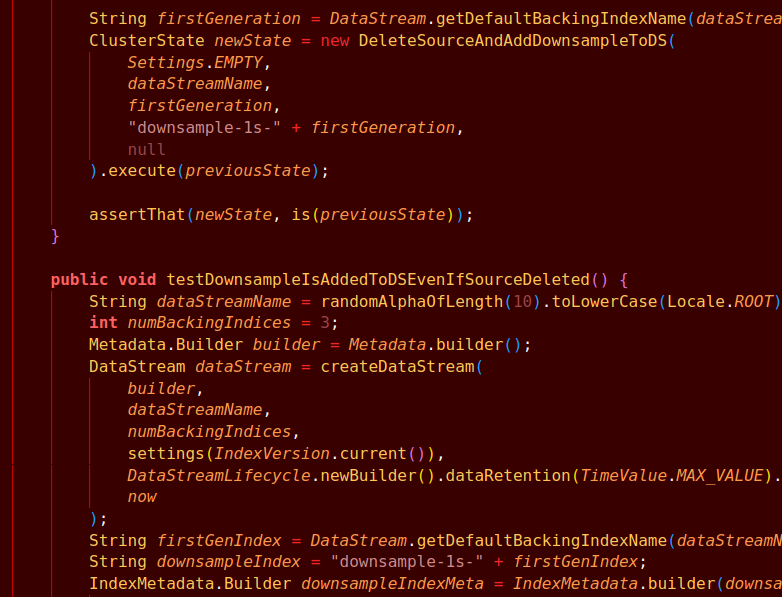 String firstGeneration = DataStream.getDefaultBackingIndexName(dataStrea
ClusterState newState = new DeleteSourceAndAddDownsampleToDS(
Settings.EMPTY,
dataStreamName,
firstGeneration,
"downsample-1s-" + firstGeneration,
null
).execute(previousState);
assertThat(newState, is(previousState));
}
public void testDownsampleIsAddedToDSEvenIfSourceDeleted() {
String dataStreamName = randomAlphaOfLength(10).toLowerCase(Locale.ROOT)
int numBackingIndices = 3;
Metadata.Builder builder = Metadata.builder();
DataStream dataStream = createDataStream(
builder,
dataStreamName,
numBackingIndices,
settings(IndexVersion.current()),
DataStreamLifecycle.newBuilder().dataRetention(TimeValue.MAX_VALUE).
now
);
String firstGenIndex = DataStream.getDefaultBackingIndexName(dataStreamN
String downsampleIndex = "downsample-1s-" + firstGenIndex;
IndexMetadata.Builder downsampleIndexMeta = IndexMetadata.builder(downsa